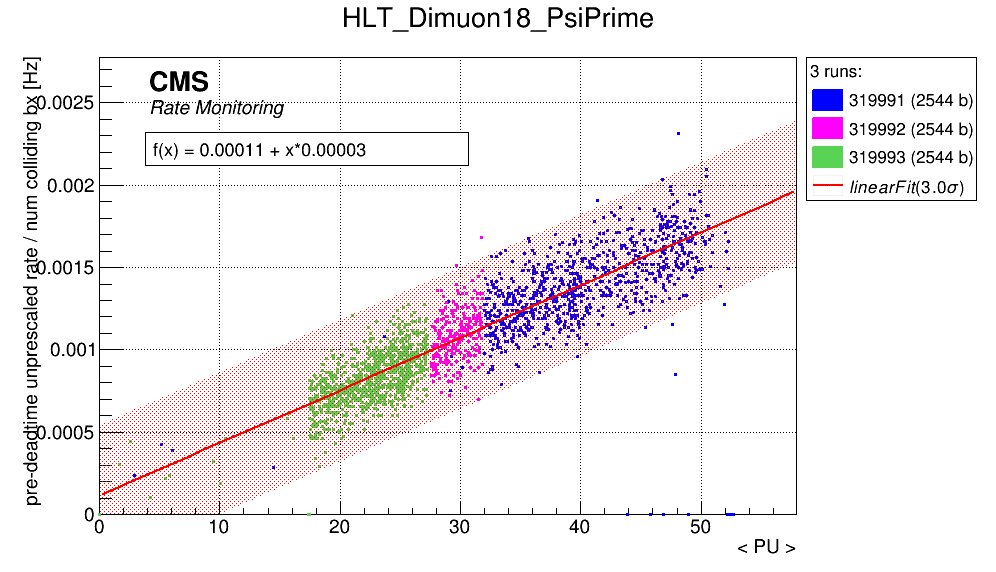 HLT_Dimuon18_PsiPrime
pre-deadtime unprescaled rate / num colliding bx [Hz]
CMS
Rate Monitoring
f(x) = 0.00011 + x*0.00003
0.0025
0.002
0.0015
0.001
0.0005
0
0 10 20 30 40 50
< PU >
3 runs:
319991 (2544 b)
319992 (2544 b)
319993 (2544 b)
linearFit(3.0σ)